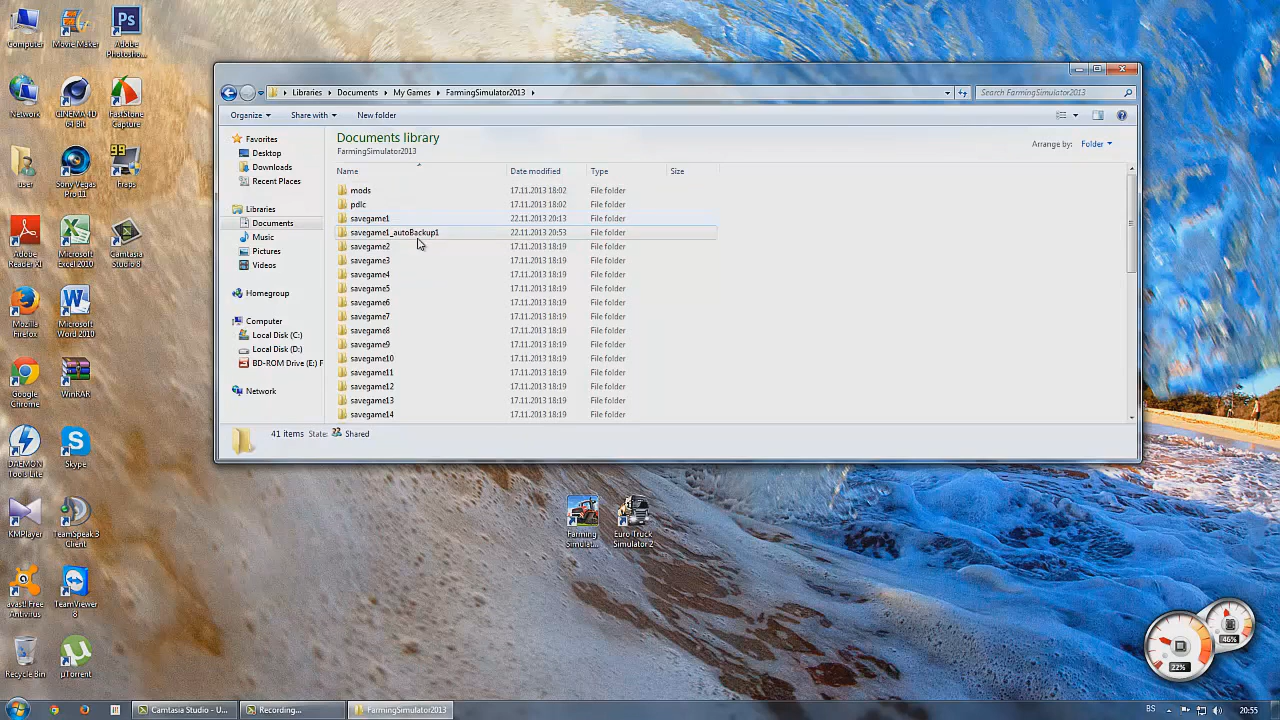 Computer
Movie Maker
Adobe
Photosho...
Network
CINEMA 4D
64 Bit
FastStone
Capture
user
Sony Vegas
Pro 11
99
Fraps
Adobe
Reader XI
Microsoft
Excel 2010
Camtasia
Studio 8
Mozilla
Firefox
Microsoft
Word 2010
Google
Chrome
WinRAR
DAEMON
Tools Lite
Skype
KMPlayer
TeamSpeak 3
Client
avast! Free
Antivirus
TeamViewer
8
Recycle Bin
µTorrent
Libraries
Documents
My Games
FarmingSimulator2013
Search FarmingSimulator2013
Organize
Share with
New folder
Favorites
Desktop
Downloads
Recent Places
Libraries
Documents
Music
Pictures
Videos
Homegroup
Computer
Local Disk (C:)
Local Disk (D:)
BD-ROM Drive (E:) F
Network
Documents library
FarmingSimulator2013
Arrange by: Folder
Name Date modified Type Size
mods 17.11.2013 18:02 File folder
pdlc 17.11.2013 18:02 File folder
savegame1 22.11.2013 20:13 File folder
savegame1_autoBackup1 22.11.2013 20:53 File folder
savegame2 17.11.2013 18:19 File folder
savegame3 17.11.2013 18:19 File folder
savegame4 17.11.2013 18:19 File folder
savegame5 17.11.2013 18:19 File folder
savegame6 17.11.2013 18:19 File folder
savegame7 17.11.2013 18:19 File folder
savegame8 17.11.2013 18:19 File folder
savegame9 17.11.2013 18:19 File folder
savegame10 17.11.2013 18:19 File folder
savegame11 17.11.2013 18:19 File folder
savegame12 17.11.2013 18:19 File folder
savegame13 17.11.2013 18:19 File folder
savegame14 17.11.2013 18:19 File folder
41 items State: Shared
Farming
Simulat...
Euro Truck
Simulator 2
46%
22%
Camtasia Studio - U...
Recording...
FarmingSimulator2013
BS
20:55